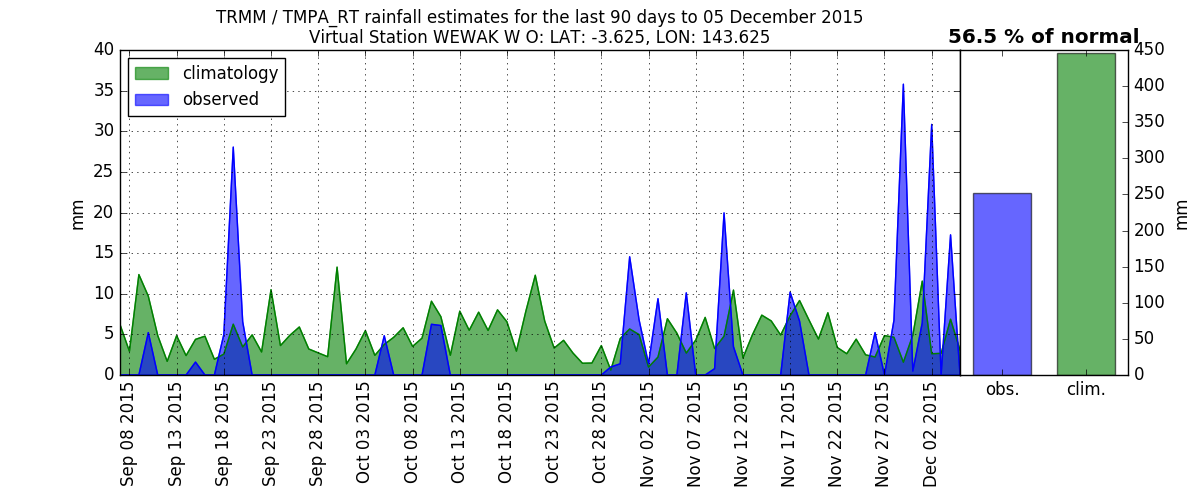 TRMM / TMPA_RT rainfall estimates for the last 90 days to 05 December 2015
Virtual Station WEWAK W O: LAT: -3.625, LON: 143.625
56.5 % of normal
climatology
observed
40
35
30
25
20
15
10
5
0
mm
Sep 08 2015
Sep 13 2015
Sep 18 2015
Sep 23 2015
Sep 28 2015
Oct 03 2015
Oct 08 2015
Oct 13 2015
Oct 18 2015
Oct 23 2015
Oct 28 2015
Nov 02 2015
Nov 07 2015
Nov 12 2015
Nov 17 2015
Nov 22 2015
Nov 27 2015
Dec 02 2015
obs.
clim.
450
400
350
300
250
200
150
100
50
0
mm